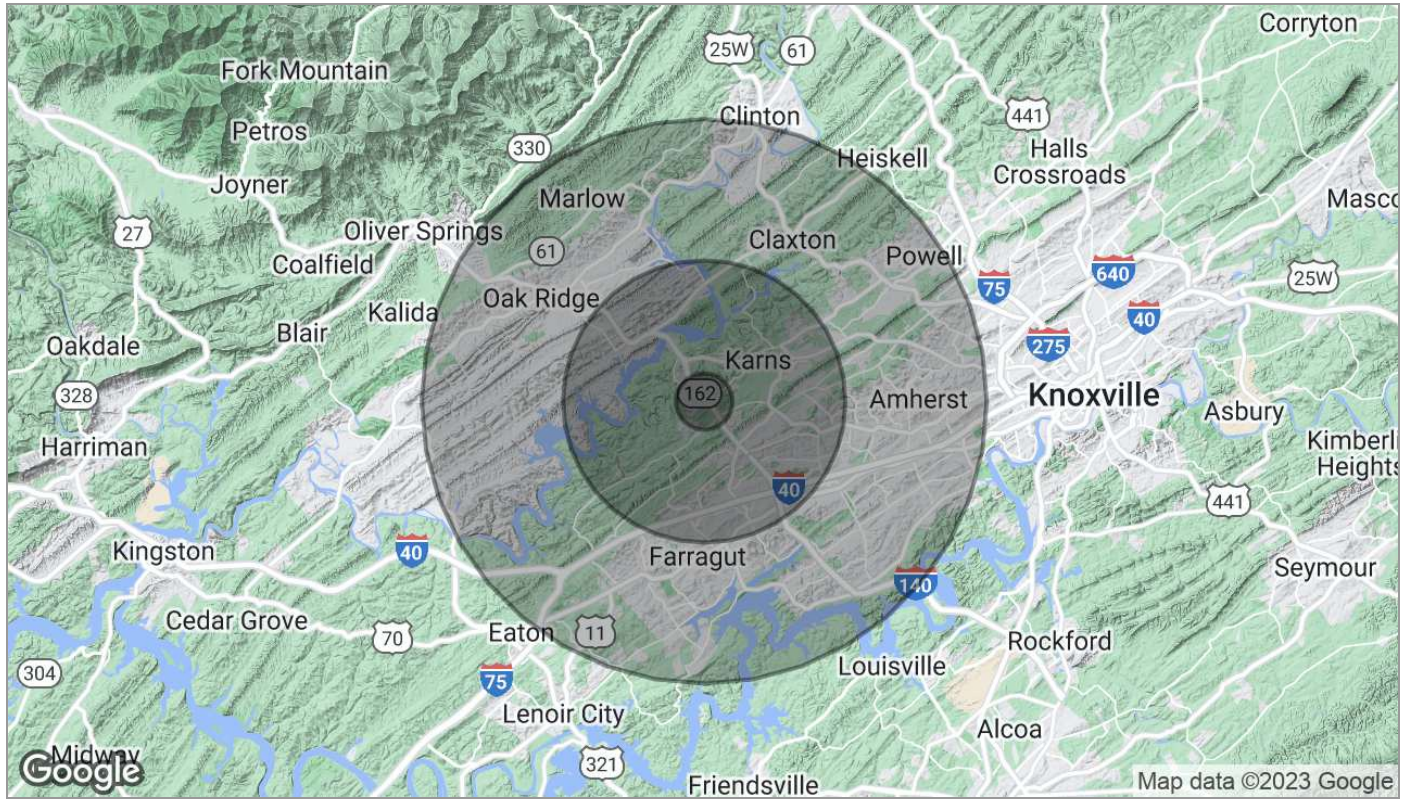 Corryton
25W
61
Fork Mountain
Clinton
441
Petros
330
Heiskell
Halls
Crossroads
Joyner
Marlow
Masco
27
Oliver Springs
Claxton
61
Powell
Coalfield
640
25W
75
Oak Ridge
Kalida
40
Blair
275
Oakdale
Karns
328
162
Knoxville
Amherst
Asbury
Harriman
Kimberli
Heights
40
441
Kingston
40
Farragut
140
Seymour
Cedar Grove
70
Eaton
11
Rockford
304
75
Louisville
Lenoir City
Alcoa
Midway
Google
321
Friendsville
Map data ©2023 Google